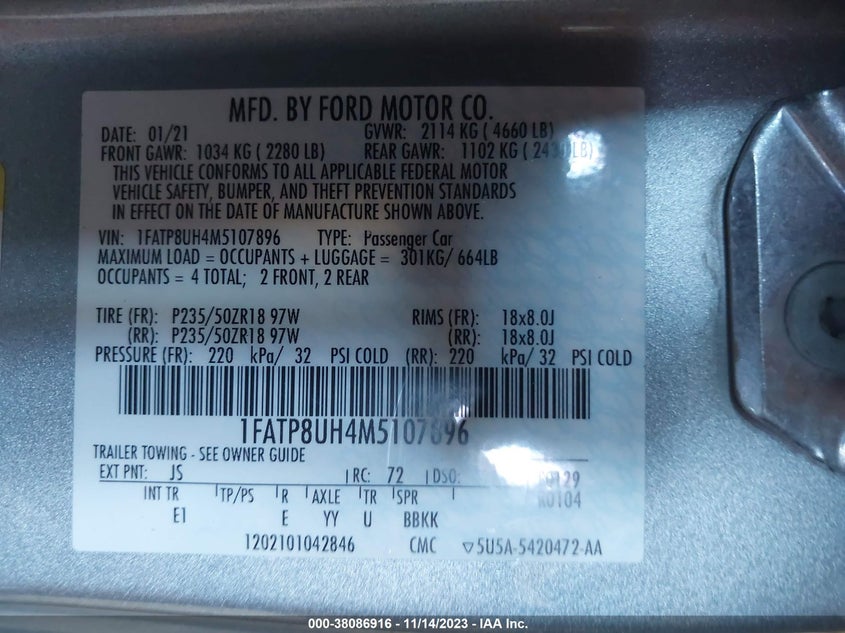 MFD. BY FORD MOTOR CO.
DATE: 01/21 GVWR: 2114 KG ( 4660 LB)
FRONT GAWR: 1034 KG ( 2280 LB) REAR GAWR: 1102 KG ( LB)
THIS VEHICLE CONFORMS TO ALL APPLICABLE FEDERAL MOTOR
VEHICLE SAFETY, BUMPER, AND THEFT PREVENTION STANDARDS
IN EFFECT ON THE DATE OF MANUFACTURE SHOWN ABOVE.
VIN: 1FATP8UH4M5107896 TYPE: Passenger Car
MAXIMUM LOAD = OCCUPANTS + LUGGAGE = 301KG/ 664LB
OCCUPANTS = 4 TOTAL; 2 FRONT, 2 REAR
TIRE (FR): P235/50ZR18 97W RIMS (FR): 18x8.0J
(RR): P235/50ZR18 97W (RR): 18x8.0J
PRESSURE (FR): 220 kPa/ 32 PSI COLD (RR): 220 kPa/ 32 PSI COLD
1FATP8UH4M5107896
TRAILER TOWING - SEE OWNER GUIDE
EXT PNT: JS RC: 72 DSO: R0129
INT TR TP/PS R AXLE TR SPR R0104
E1 E YY U BBKK
1202101042846 CMC ▽5U5A-5420472-AA
000-38086916 - 11/14/2023 - © IAA Inc.